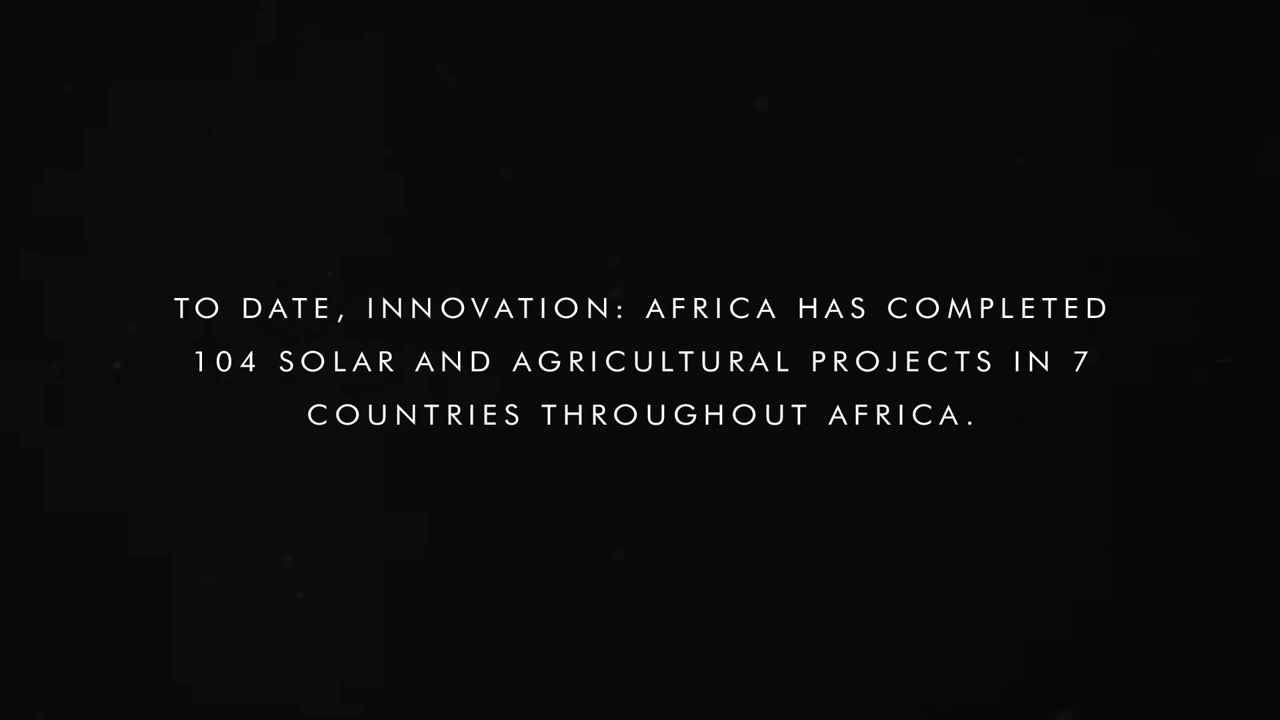 TO DATE, INNOVATION: AFRICA HAS COMPLETED
104 SOLAR AND AGRICULTURAL PROJECTS IN 7
COUNTRIES THROUGHOUT AFRICA.